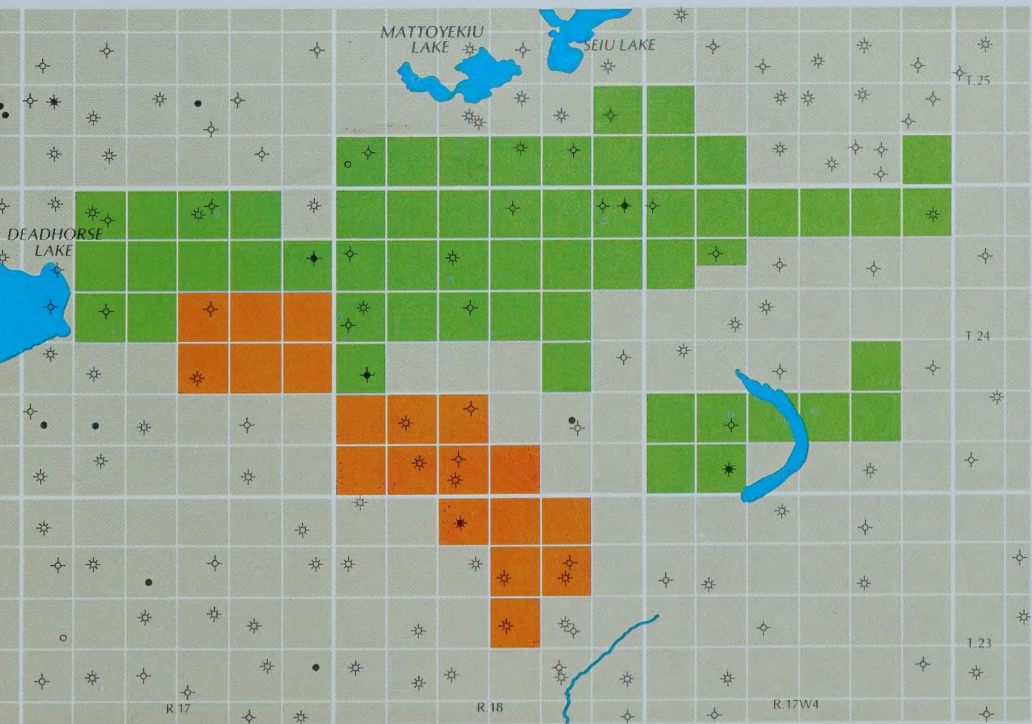 MATTOYEKIU
LAKE
SEIU LAKE
T.25
DEADHORSE
LAKE
T.24
T.23
R.17
R.18
R.17W4